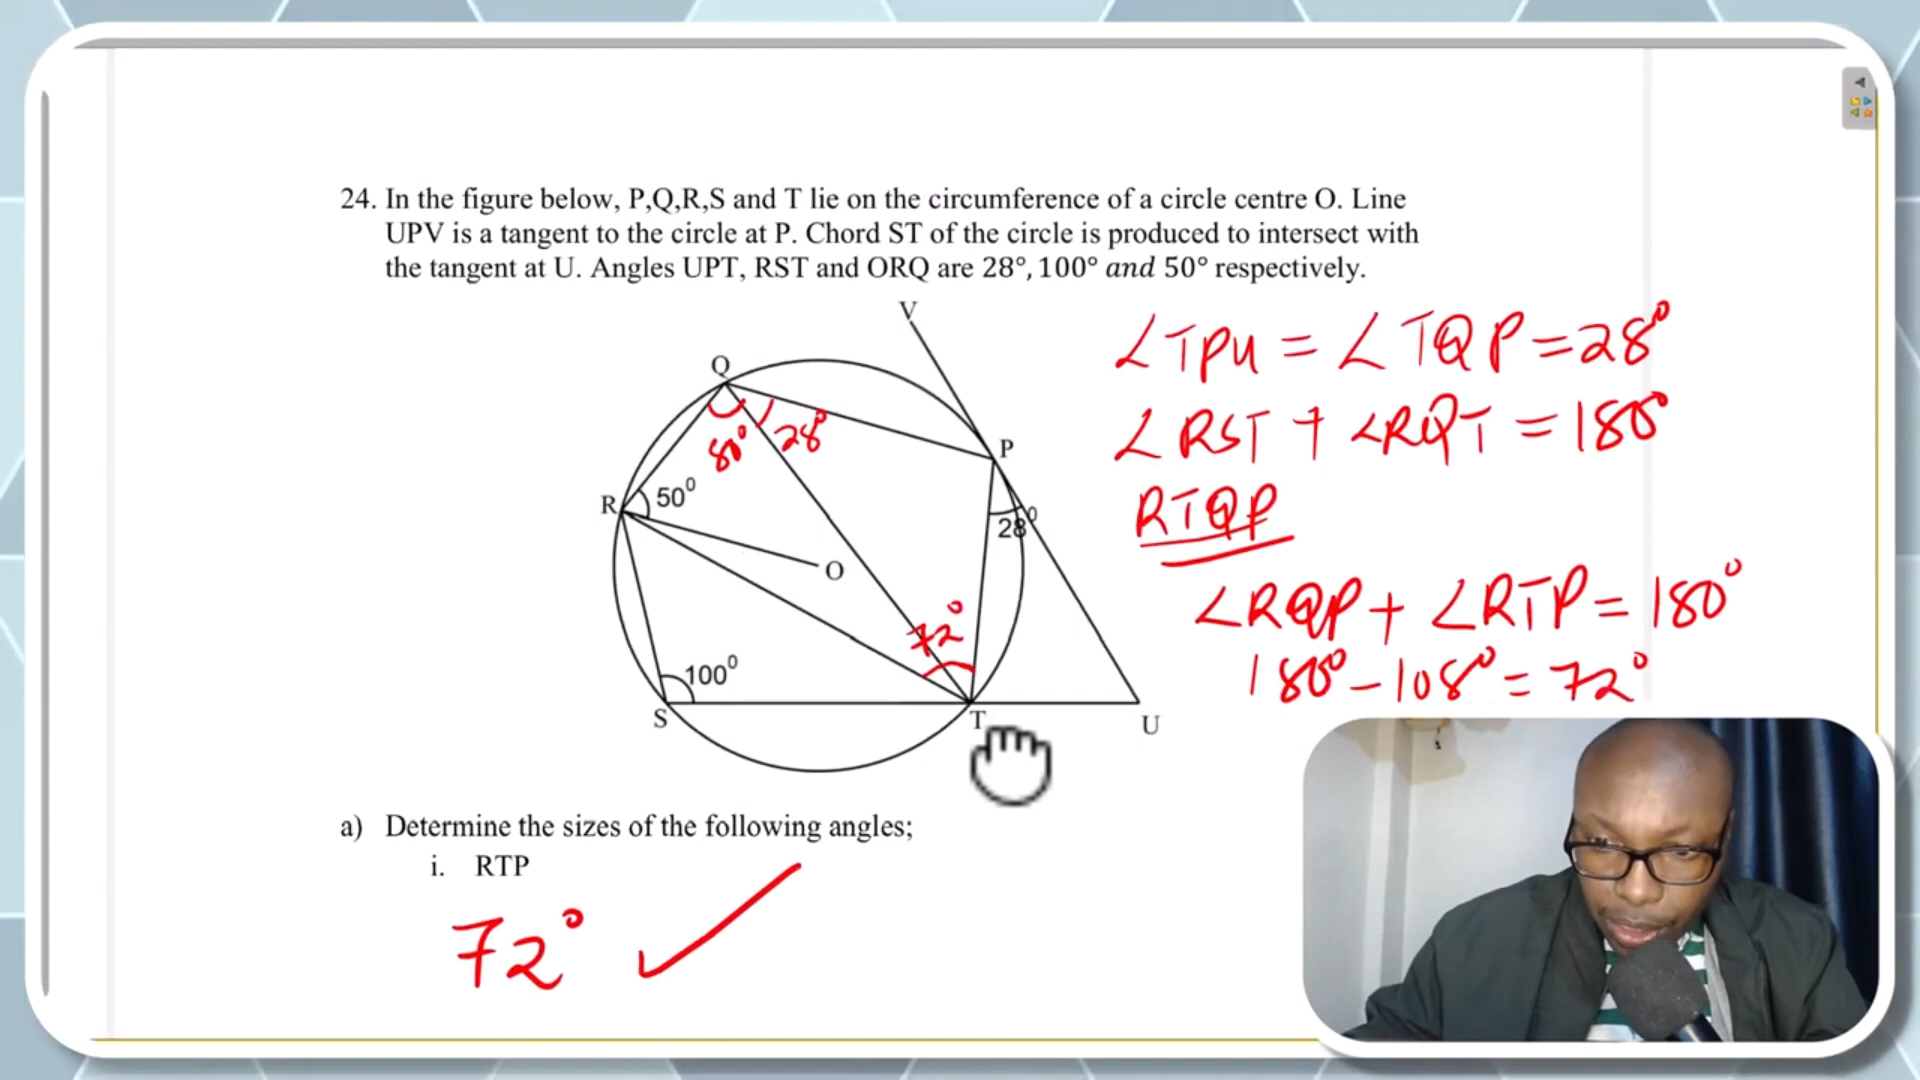 24. In the figure below, P,Q,R,S and T lie on the circumference of a circle centre O. Line
UPV is a tangent to the circle at P. Chord ST of the circle is produced to intersect with
the tangent at U. Angles UPT, RST and ORQ are 28°, 100° and 50° respectively.
V
Q
80° 28°
P
R 50⁰
28⁰
O
72°
100⁰
S T U
∠TPU = ∠TQP = 28°
∠RST + ∠RQT = 180°
RTQP
∠RQP + ∠RTP = 180°
180° – 108° = 72°
a) Determine the sizes of the following angles;
i. RTP
72° ✓